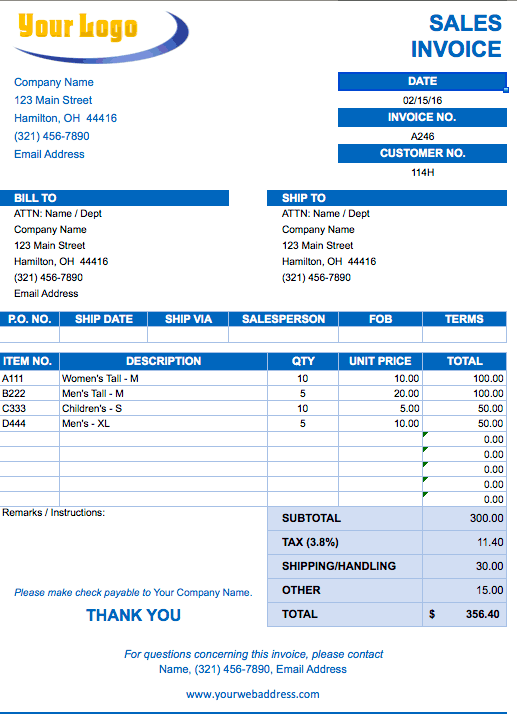 Your Logo
SALES
INVOICE
Company Name
123 Main Street
Hamilton, OH 44416
(321) 456-7890
Email Address
DATE
02/15/16
INVOICE NO.
A246
CUSTOMER NO.
114H
BILL TO
ATTN: Name / Dept
Company Name
123 Main Street
Hamilton, OH 44416
(321) 456-7890
Email Address
SHIP TO
ATTN: Name / Dept
Company Name
123 Main Street
Hamilton, OH 44416
(321) 456-7890
P.O. NO. SHIP DATE SHIP VIA SALESPERSON FOB TERMS
ITEM NO. DESCRIPTION QTY UNIT PRICE TOTAL
A111 Women's Tall - M 10 10.00 100.00
B222 Men's Tall - M 5 20.00 100.00
C333 Children's - S 10 5.00 50.00
D444 Men's - XL 5 10.00 50.00
0.00
0.00
0.00
0.00
0.00
Remarks / Instructions:
SUBTOTAL 300.00
TAX (3.8%) 11.40
SHIPPING/HANDLING 30.00
OTHER 15.00
TOTAL $ 356.40
Please make check payable to Your Company Name.
THANK YOU
For questions concerning this invoice, please contact
Name, (321) 456-7890, Email Address
www.yourwebaddress.com